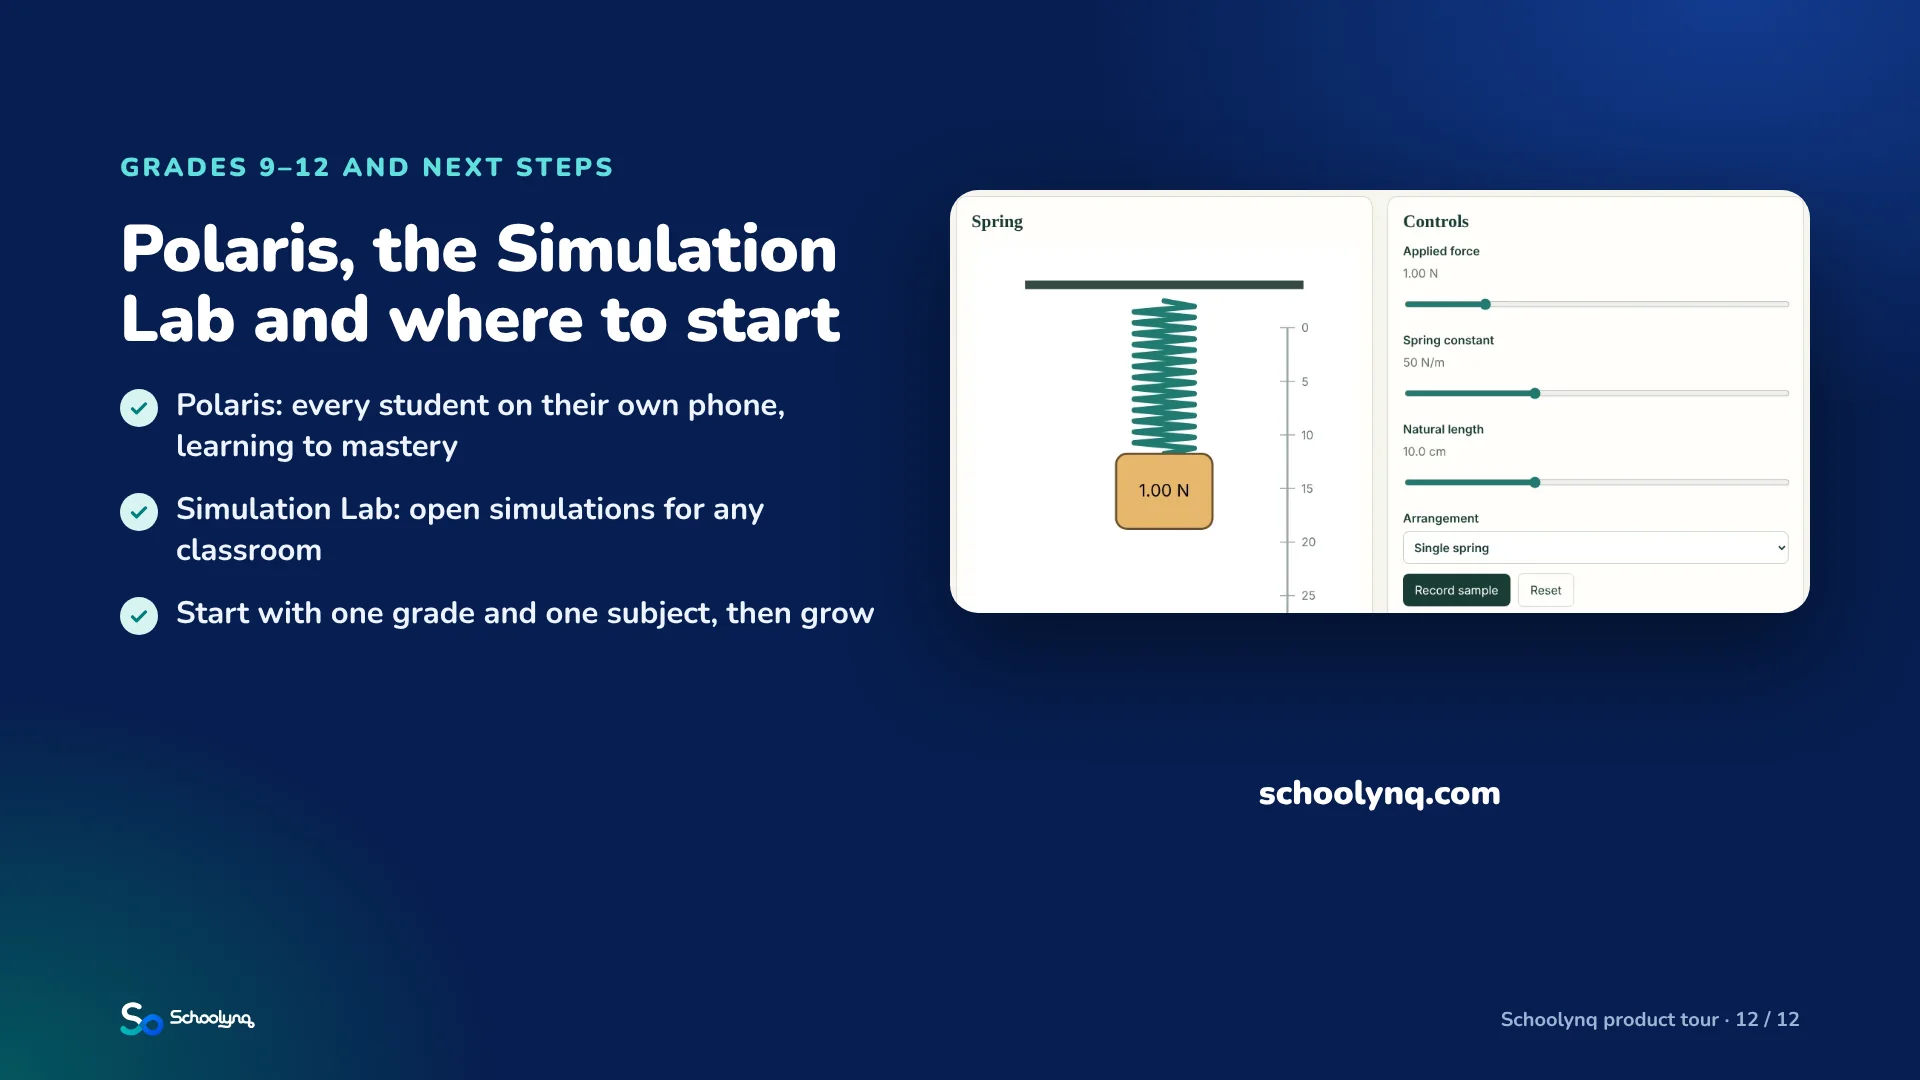 GRADES 9–12 AND NEXT STEPS
Polaris, the Simulation
Lab and where to start
Polaris: every student on their own phone,
learning to mastery
Simulation Lab: open simulations for any
classroom
Start with one grade and one subject, then grow
Spring
0
5
10
15
20
25
1.00 N
Controls
Applied force
1.00 N
Spring constant
50 N/m
Natural length
10.0 cm
Arrangement
Single spring
Record sample
Reset
schoolynq.com
So Schoolynq
Schoolynq product tour · 12 / 12